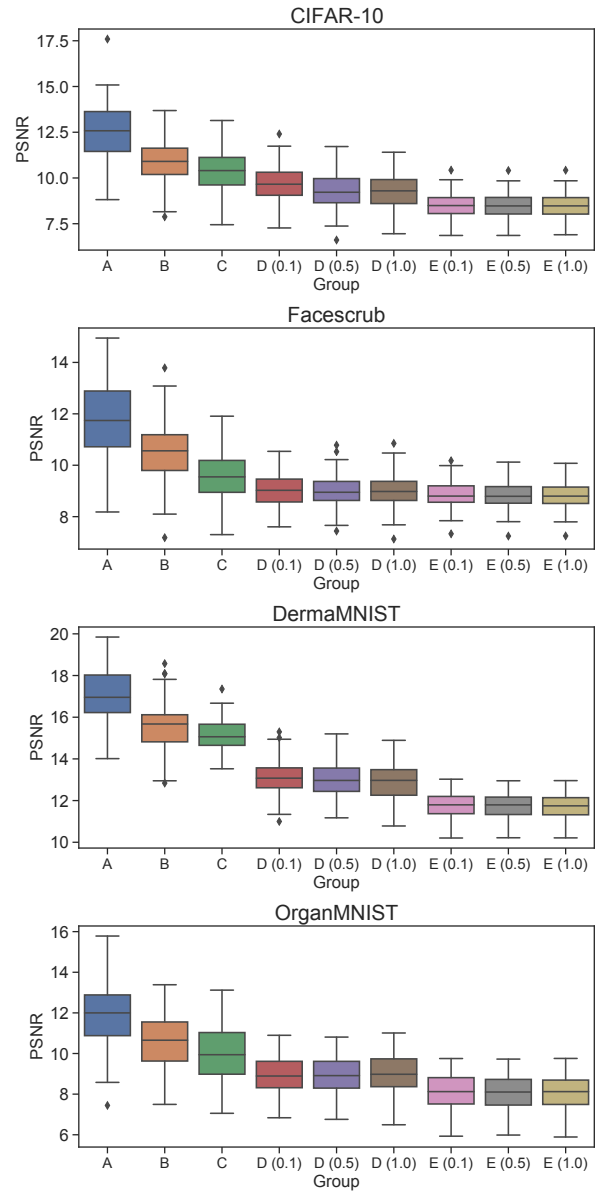 CIFAR-10
17.5
15.0
12.5
10.0
7.5
PSNR
A B C D (0.1) D (0.5) D (1.0) E (0.1) E (0.5) E (1.0)
Group
Facescrub
14
12
10
8
PSNR
A B C D (0.1) D (0.5) D (1.0) E (0.1) E (0.5) E (1.0)
Group
DermaMNIST
20
18
16
14
12
10
PSNR
A B C D (0.1) D (0.5) D (1.0) E (0.1) E (0.5) E (1.0)
Group
OrganMNIST
16
14
12
10
8
6
PSNR
A B C D (0.1) D (0.5) D (1.0) E (0.1) E (0.5) E (1.0)
Group